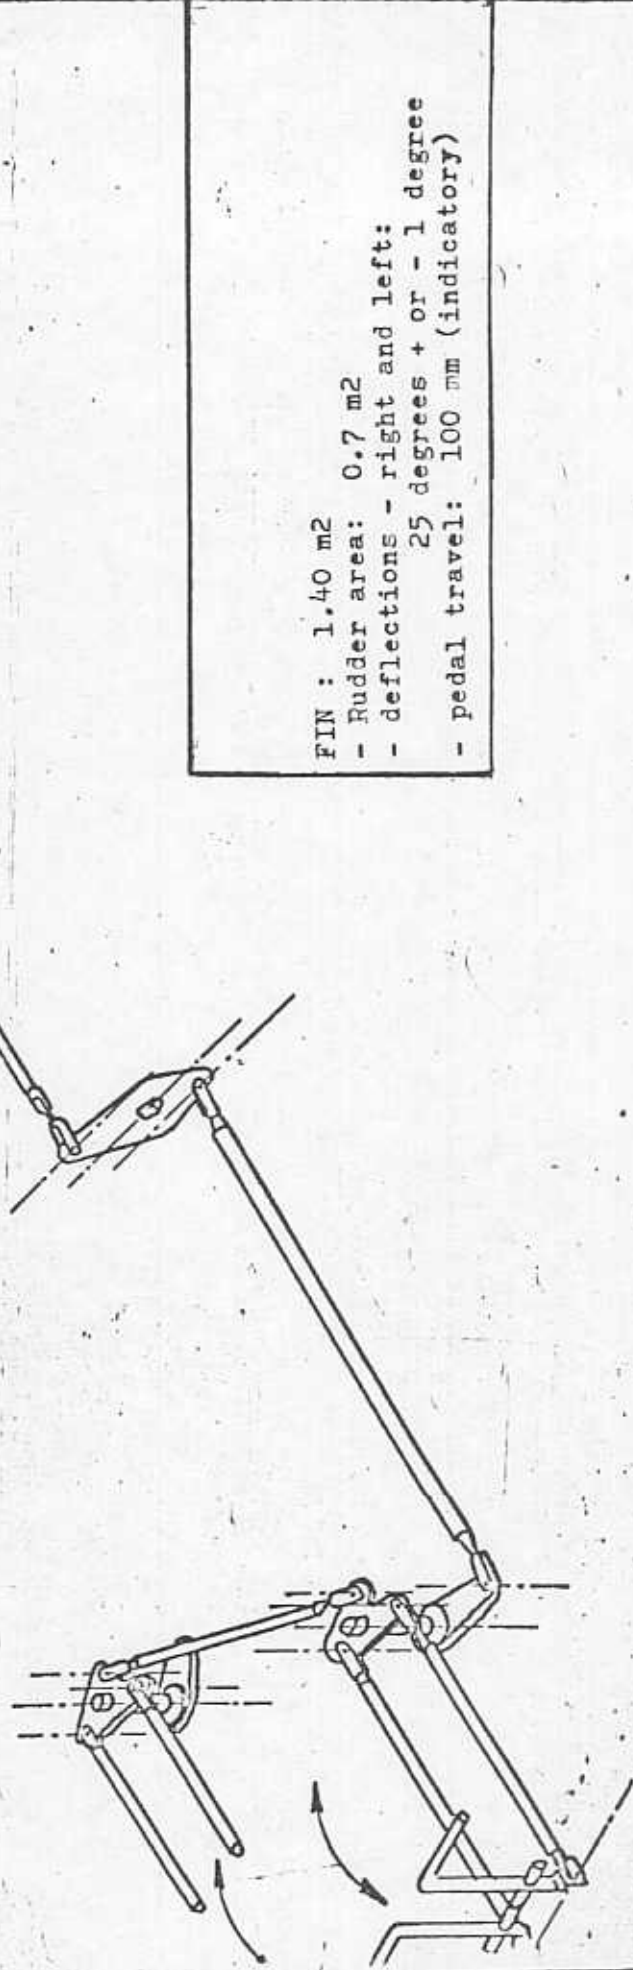 FIN : 1.40 m2
- Rudder area: 0.7 m2
- deflections - right and left:
25 degrees + or - 1 degree
- pedal travel: 100 mm (indicatory)